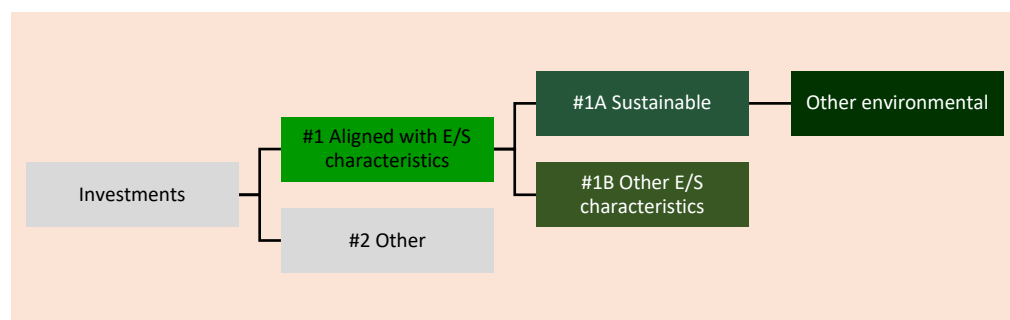 Investments
#1 Aligned with E/S
characteristics
#2 Other
#1A Sustainable
#1B Other E/S
characteristics
Other environmental